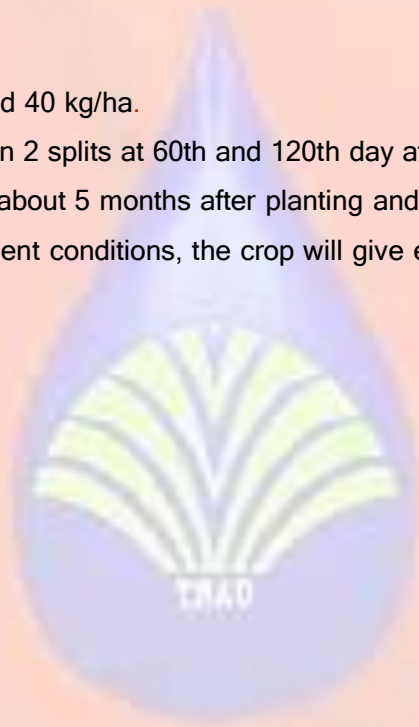 d 40 kg/ha.
n 2 splits at 60th and 120th day a
about 5 months after planting and
ent conditions, the crop will give e